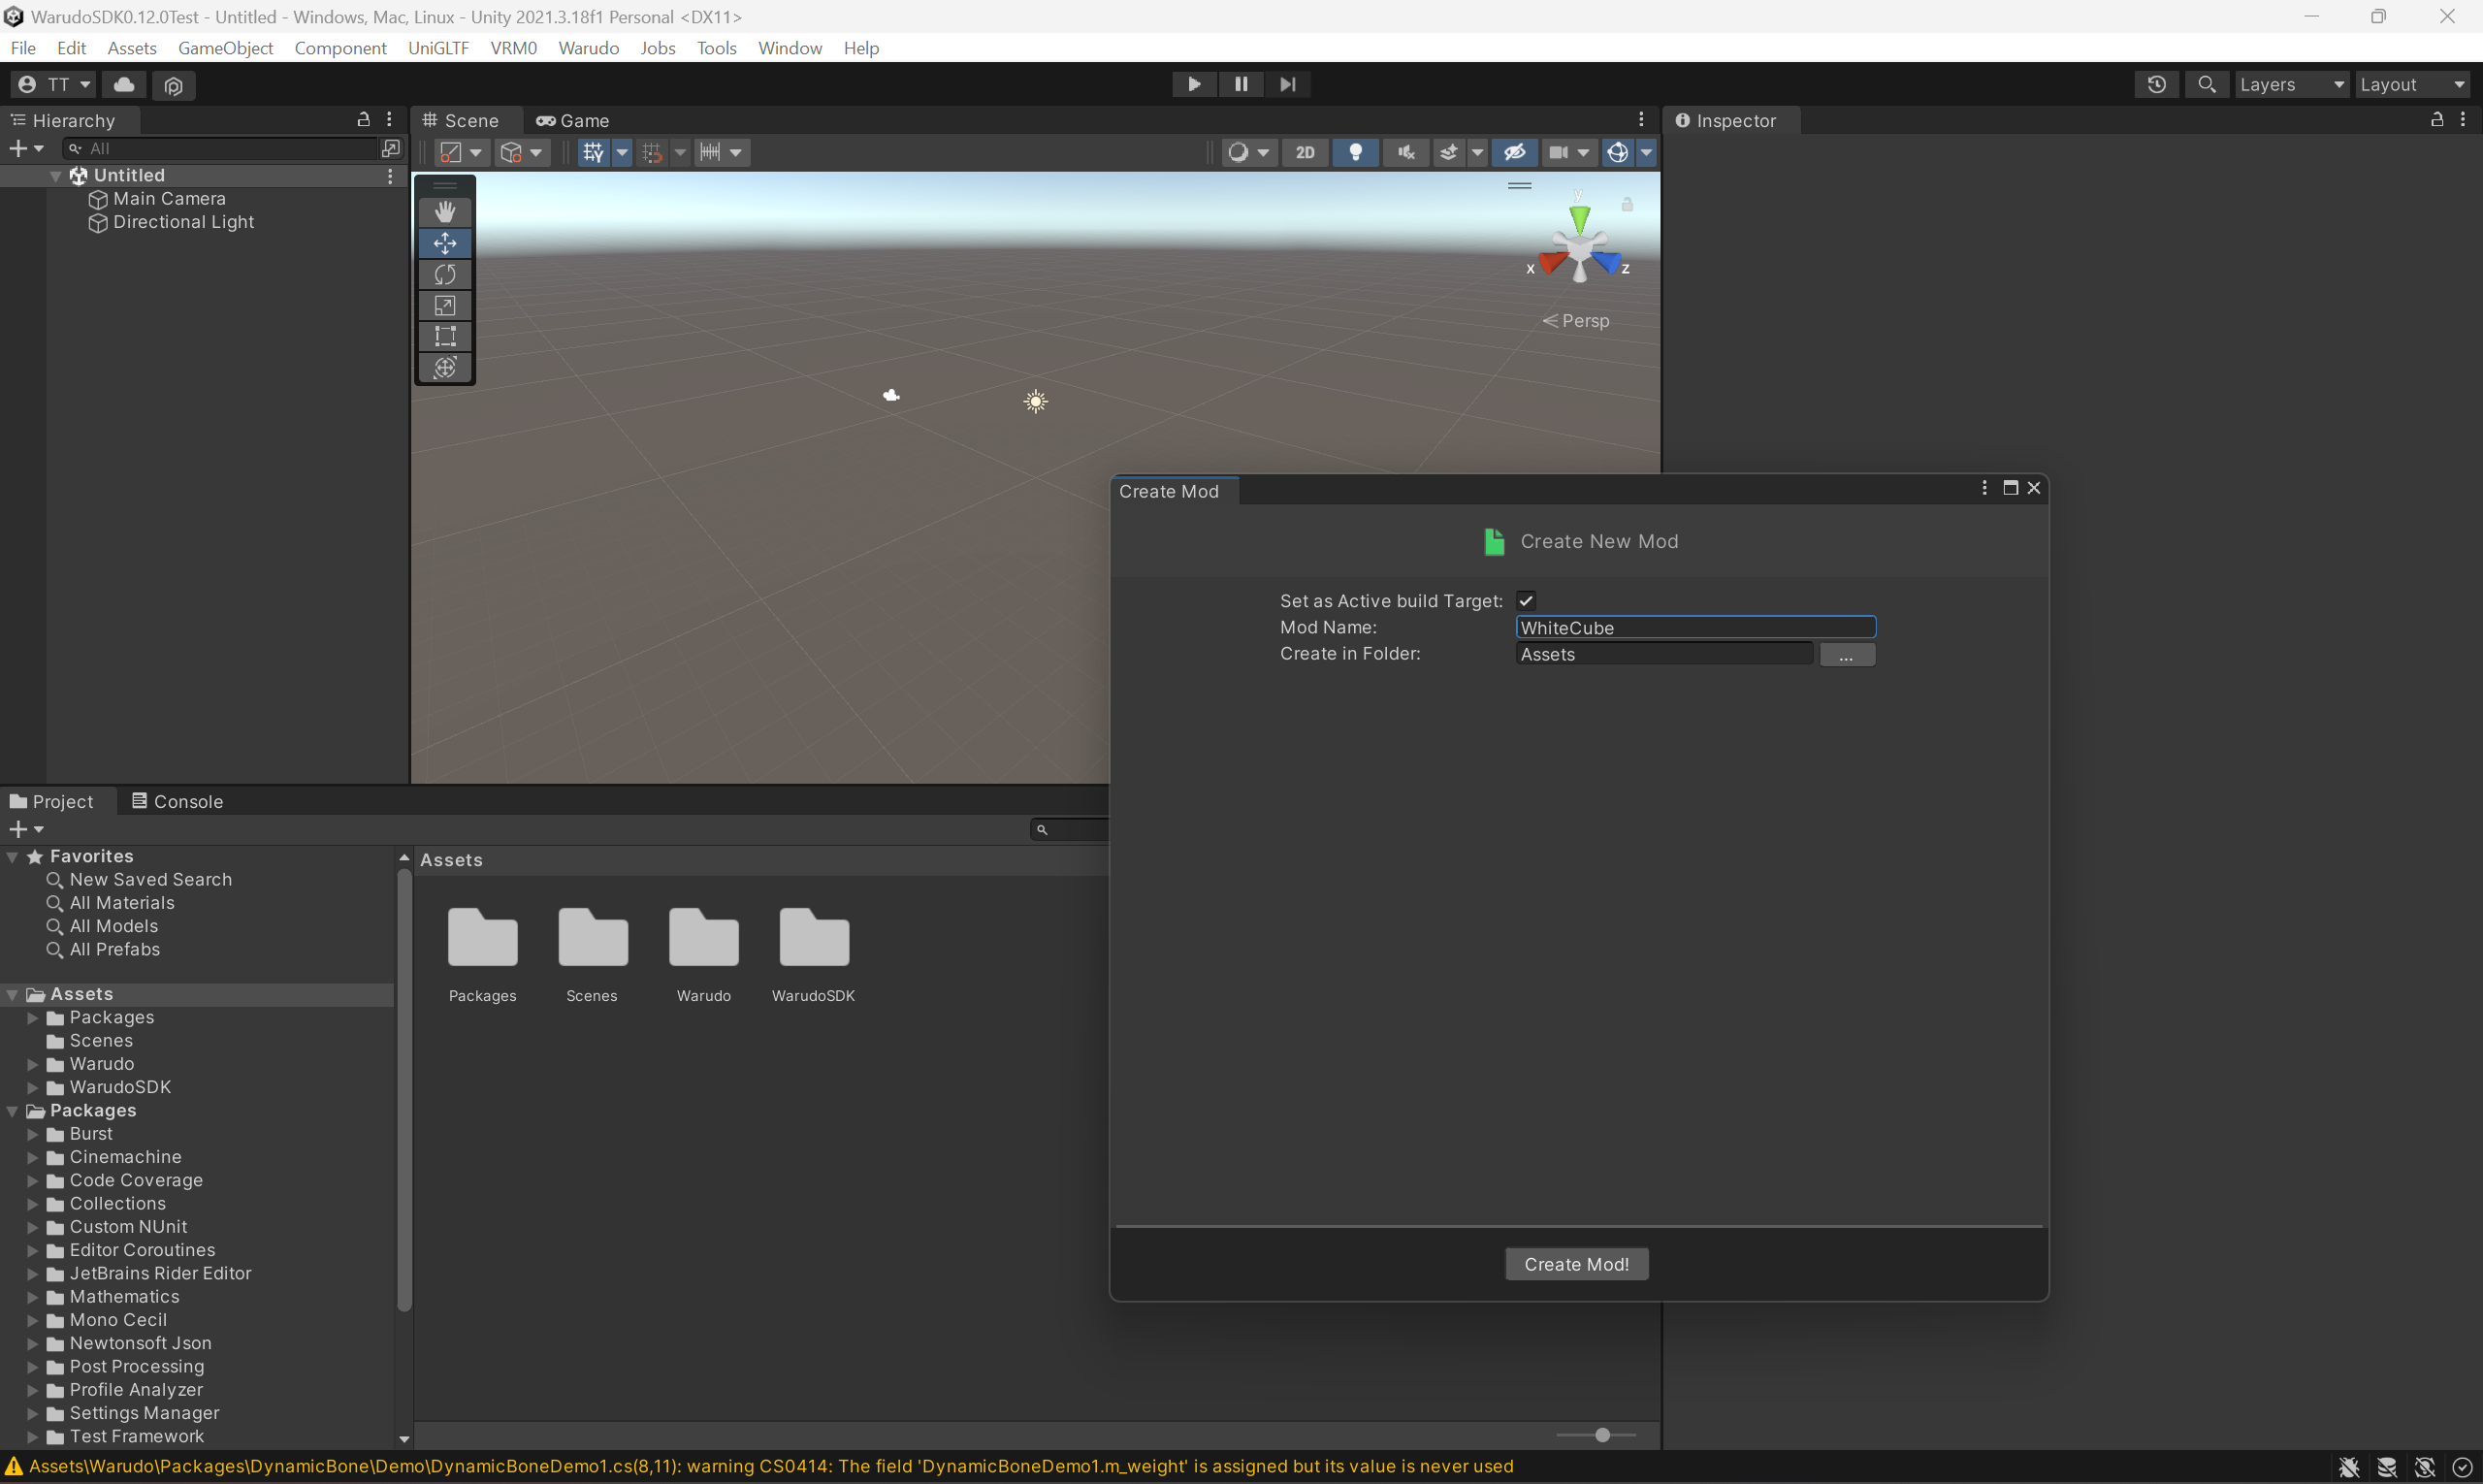 WarudoSDK0.12.0Test - Untitled - Windows, Mac, Linux - Unity 2021.3.18f1 Personal <DX11>
File Edit Assets GameObject Component UniGLTF VRM0 Warudo Jobs Tools Window Help
TT Layers Layout
Hierarchy
All
Untitled
Main Camera
Directional Light
Scene Game
2D
y
x z
Persp
Inspector
Create Mod
Create New Mod
Set as Active build Target:
Mod Name: WhiteCube
Create in Folder: Assets ...
Create Mod!
Project Console
Favorites
New Saved Search
All Materials
All Models
All Prefabs
Assets
Packages
Scenes
Warudo
WarudoSDK
Packages
Burst
Cinemachine
Code Coverage
Collections
Custom NUnit
Editor Coroutines
JetBrains Rider Editor
Mathematics
Mono Cecil
Newtonsoft Json
Post Processing
Profile Analyzer
Settings Manager
Test Framework
Assets
Packages Scenes Warudo WarudoSDK
Assets\Warudo\Packages\DynamicBone\Demo\DynamicBoneDemo1.cs(8,11): warning CS0414: The field 'DynamicBoneDemo1.m_weight' is assigned but its value is never used